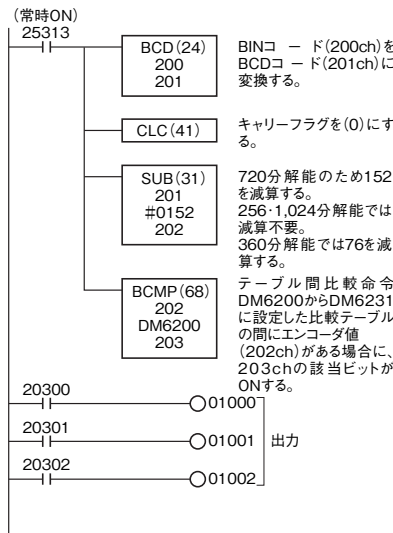 (常時ON)
25313
BCD(24)
200
201
BINコ ー ド(200ch)を
BCDコ ー ド(201ch)に
変換する。
CLC(41)
キャリーフラグを(0)にす
る。
SUB(31)
201
#0152
202
720分解能のため152
を減算する。
256·1,024分解能では
減算不要。
360分解能では76を減
算する。
BCMP(68)
202
DM6200
203
テーブル間比較命令
DM6200からDM6231
に設定した比較テーブル
の間にエンコーダ値
(202ch)がある場合に、
203chの該当ビットが
ONする。
20300
01000
20301
01001
出力
20302
01002